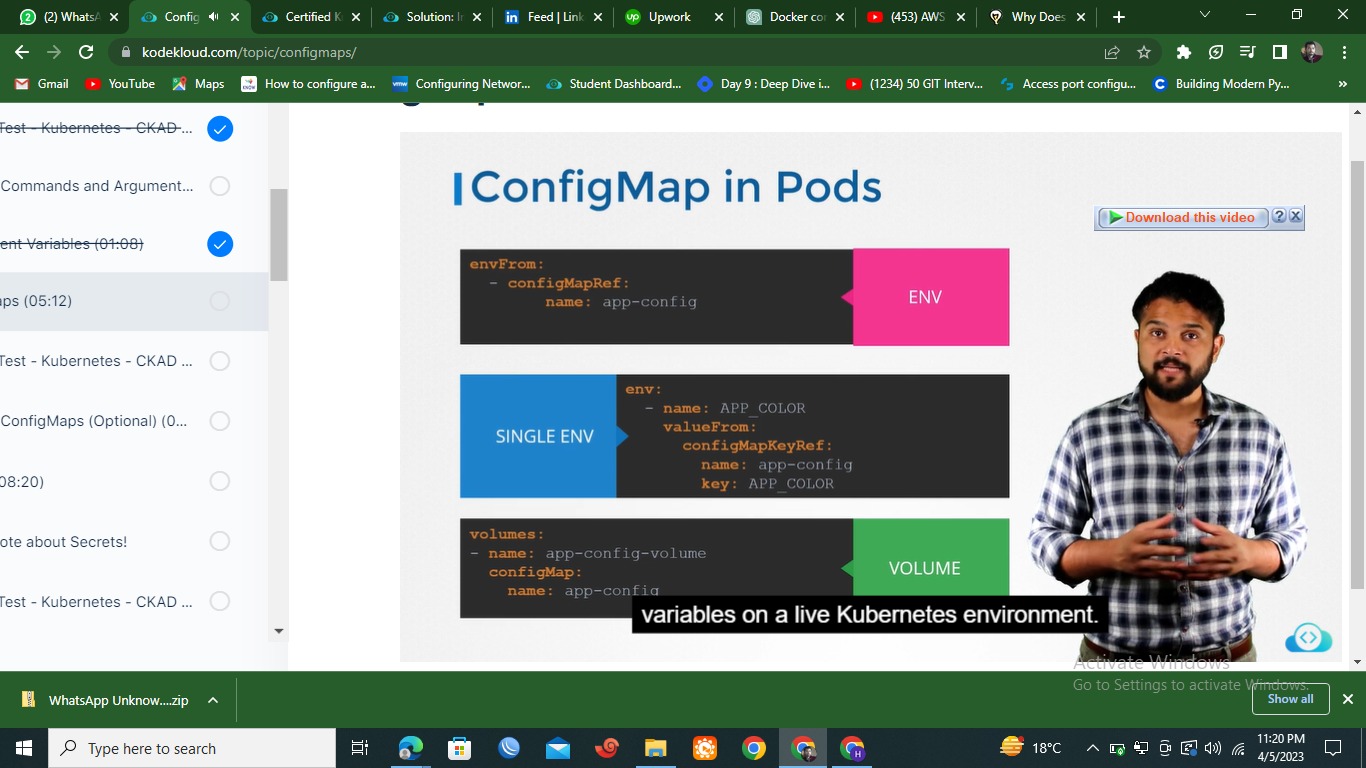 (2) WhatsA
Config
Certified K
Solution: I
Feed | Link
Upwork
Docker co
(453) AWS
Why Does
kodekloud.com/topic/configmaps/
Gmail
YouTube
Maps
How to configure a...
Configuring Networ...
Student Dashboard...
Day 9 : Deep Dive i...
(1234) 50 GIT Interv...
Access port configu...
Building Modern Py...
Test - Kubernetes - CKAD ...
Commands and Argument...
ent Variables (01:08)
aps (05:12)
Test - Kubernetes - CKAD ...
ConfigMaps (Optional) (0...
08:20)
ote about Secrets!
Test - Kubernetes - CKAD ...
ConfigMap in Pods
Download this video
envFrom:
- configMapRef:
name: app-config
ENV
SINGLE ENV
env:
- name: APP_COLOR
valueFrom:
configMapKeyRef:
name: app-config
key: APP_COLOR
volumes:
- name: app-config-volume
configMap:
name: app-config
VOLUME
variables on a live Kubernetes environment.
Activate Windows
Go to Settings to activate Windows.
WhatsApp Unknow....zip
Show all
Type here to search
18°C
11:20 PM
4/5/2023